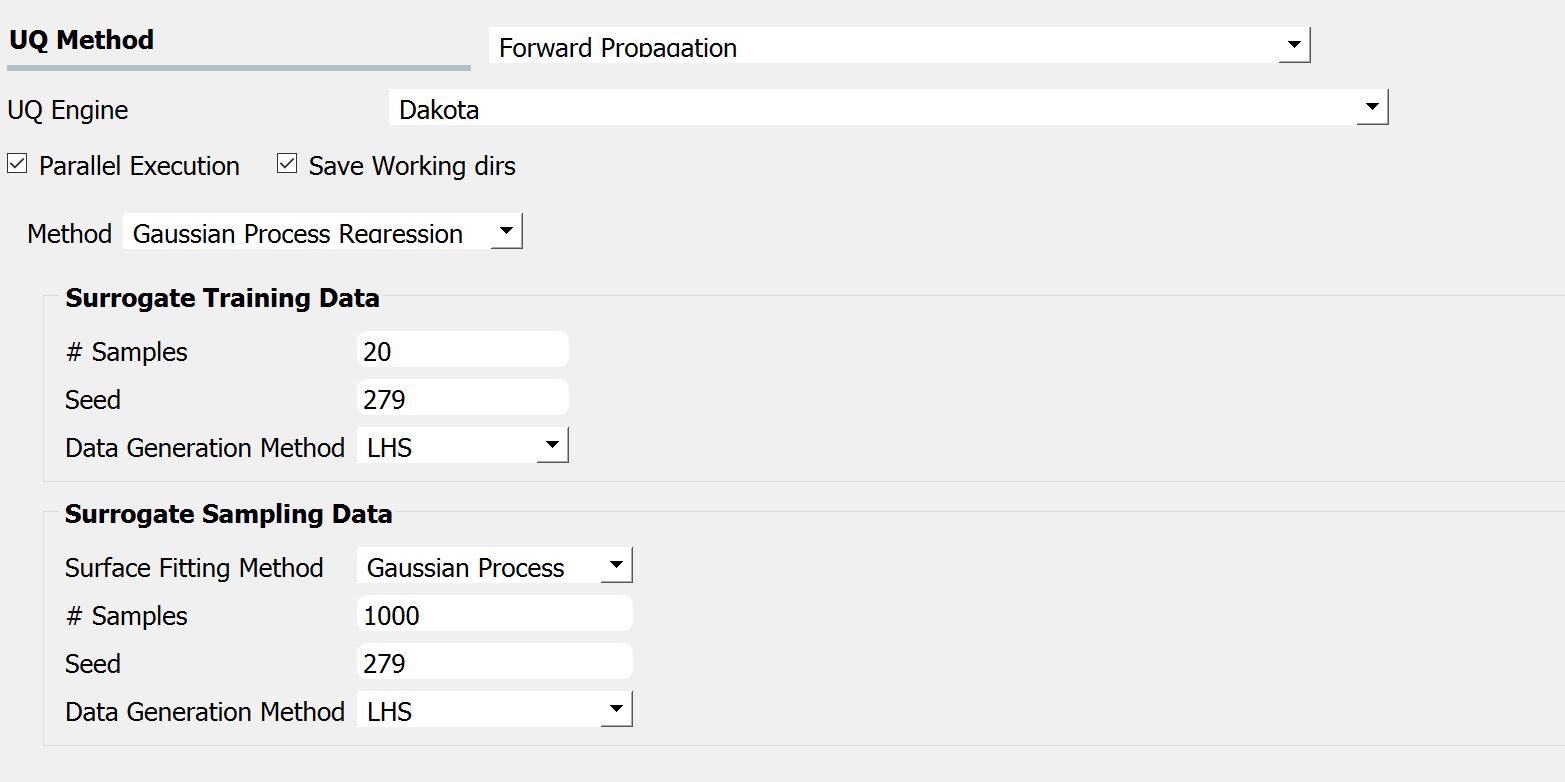 UQ Method Forward Propagation
UQ Engine Dakota
Parallel Execution Save Working dirs
Method Gaussian Process Regression
Surrogate Training Data
# Samples 20
Seed 279
Data Generation Method LHS
Surrogate Sampling Data
Surface Fitting Method Gaussian Process
# Samples 1000
Seed 279
Data Generation Method LHS